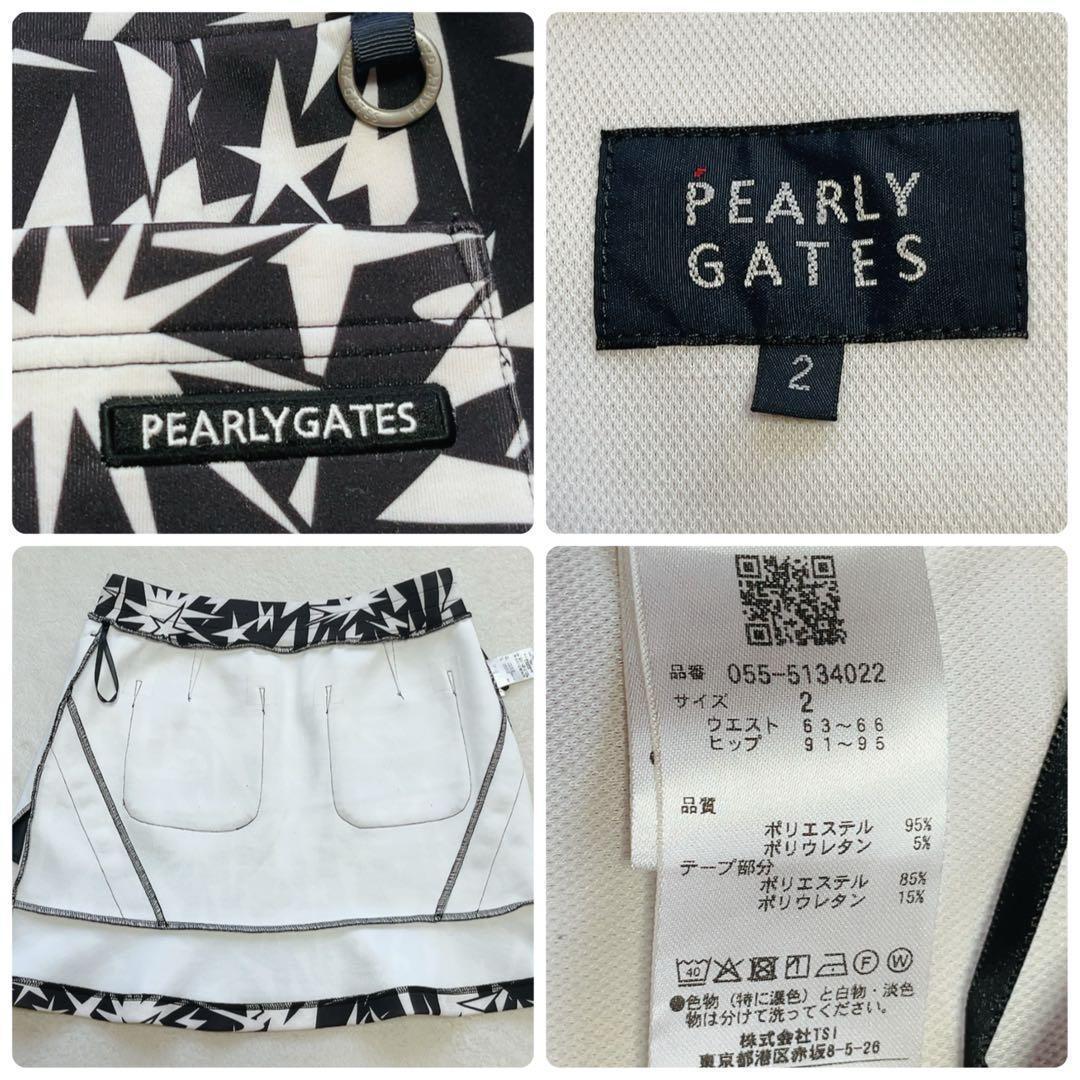 PEARLY GATES
PEARLY
GATES
2
品番 055-5134022
サイズ 2
ウエスト 63～66
ヒップ 91～95
品質
ポリエステル 95%
ポリウレタン 5%
テープ部分
ポリエステル 85%
ポリウレタン 15%
40 F W
●色物（特に濃色）と白物・淡色
物は分けて洗ってください。
株式会社TSI
東京都港区赤坂8-5-26